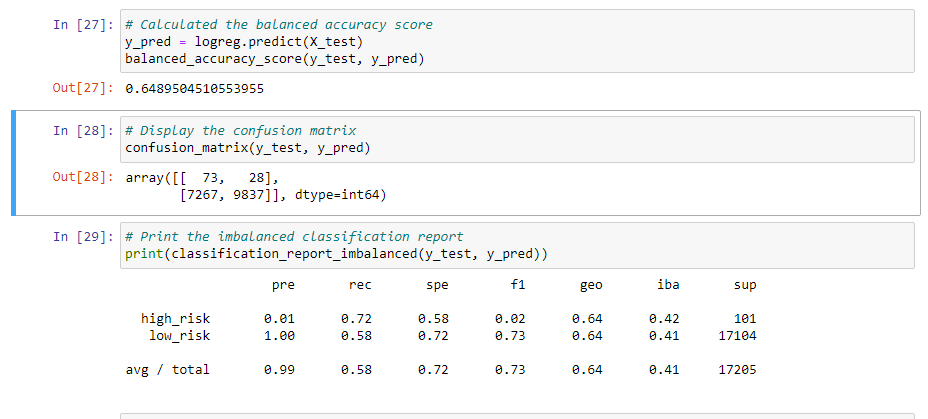 In [27]: # Calculated the balanced accuracy score
y_pred = logreg.predict(X_test)
balanced_accuracy_score(y_test, y_pred)
Out[27]: 0.6489504510553955
In [28]: # Display the confusion matrix
confusion_matrix(y_test, y_pred)
Out[28]: array([[  73,   28],
       [7267, 9837]], dtype=int64)
In [29]: # Print the imbalanced classification report
print(classification_report_imbalanced(y_test, y_pred))
pre rec spe f1 geo iba sup
high_risk 0.01 0.72 0.58 0.02 0.64 0.42 101
low_risk 1.00 0.58 0.72 0.73 0.64 0.41 17104
avg / total 0.99 0.58 0.72 0.73 0.64 0.41 17205